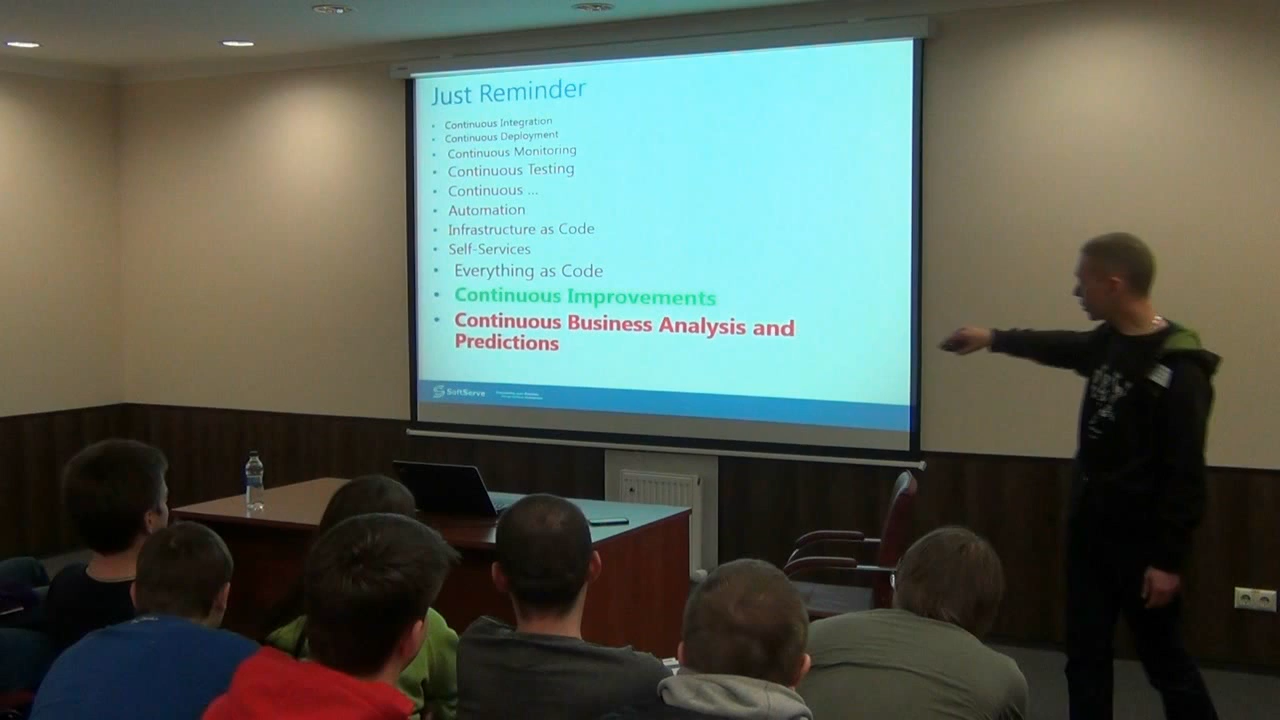 Just Reminder
• Continuous Integration
• Continuous Deployment
• Continuous Monitoring
• Continuous Testing
• Continuous ...
• Automation
• Infrastructure as Code
• Self-Services
• Everything as Code
• Continuous Improvements
• Continuous Business Analysis and
Predictions
SoftServe